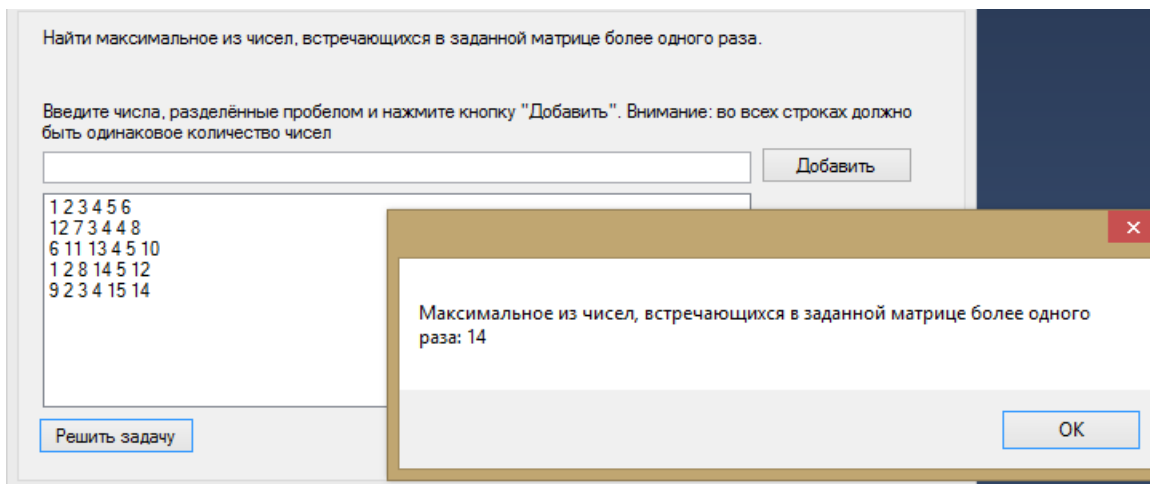 Найти максимальное из чисел, встречающихся в заданной матрице более одного раза.
Введите числа, разделённые пробелом и нажмите кнопку "Добавить". Внимание: во всех строках должно
быть одинаковое количество чисел
Добавить
1 2 3 4 5 6
12 7 3 4 4 8
6 11 13 4 5 10
1 2 8 14 5 12
9 2 3 4 15 14
Максимальное из чисел, встречающихся в заданной матрице более одного
раза: 14
OK
Решить задачу